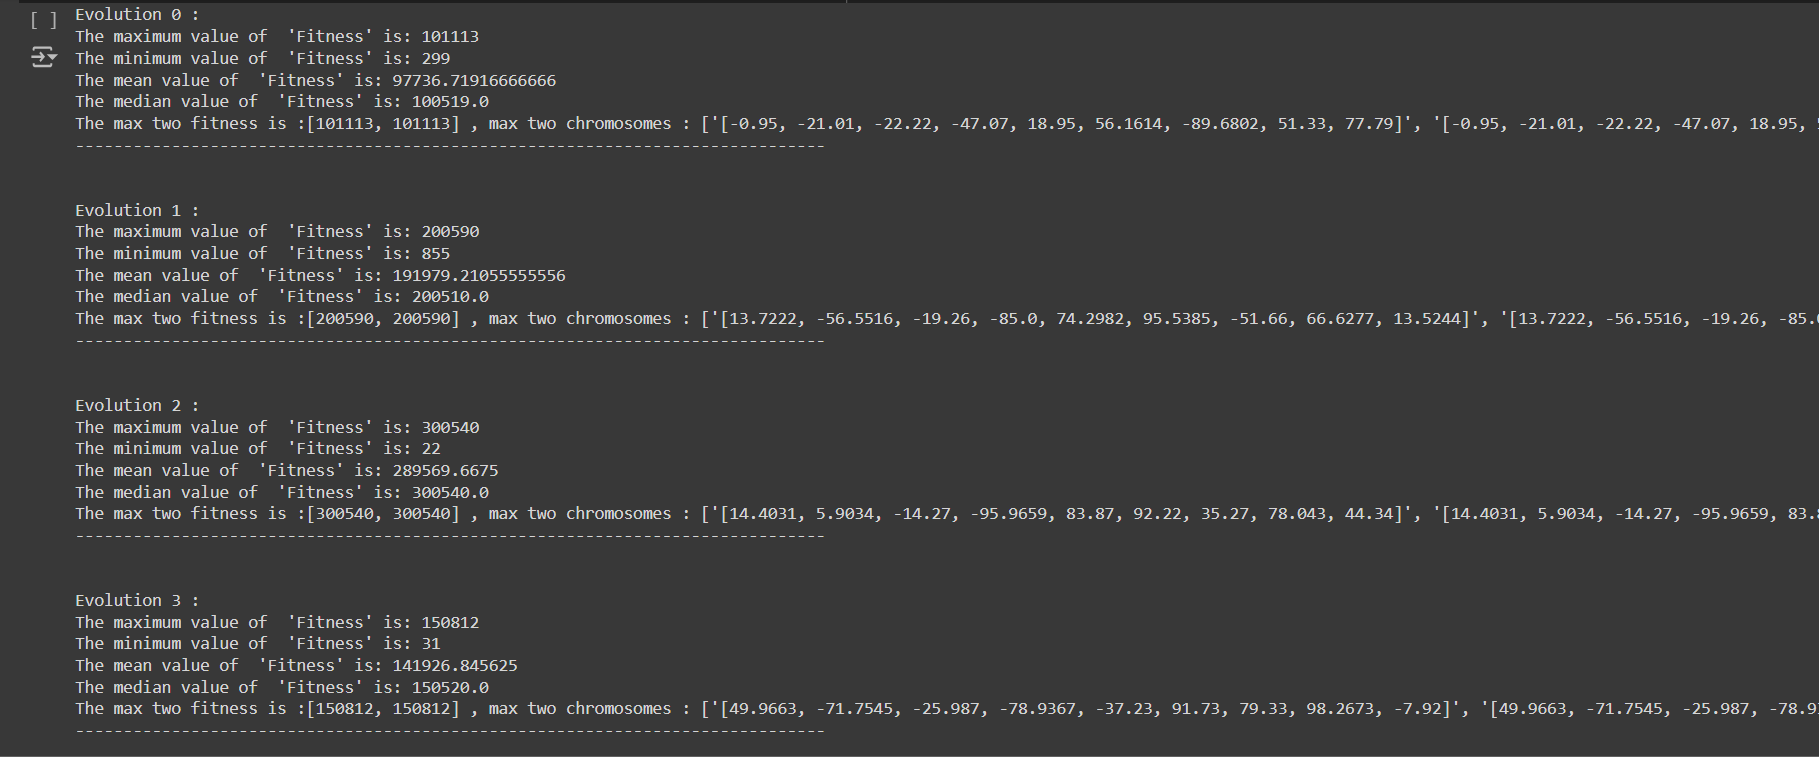 [ ] Evolution 0 :
The maximum value of  'Fitness' is: 101113
The minimum value of  'Fitness' is: 299
The mean value of  'Fitness' is: 97736.71916666666
The median value of  'Fitness' is: 100519.0
The max two fitness is :[101113, 101113] , max two chromosomes : ['[-0.95, -21.01, -22.22, -47.07, 18.95, 56.1614, -89.6802, 51.33, 77.79]', '[-0.95, -21.01, -22.22, -47.07, 18.95,
------------------------------------------------------------------------------
Evolution 1 :
The maximum value of  'Fitness' is: 200590
The minimum value of  'Fitness' is: 855
The mean value of  'Fitness' is: 191979.21055555556
The median value of  'Fitness' is: 200510.0
The max two fitness is :[200590, 200590] , max two chromosomes : ['[13.7222, -56.5516, -19.26, -85.0, 74.2982, 95.5385, -51.66, 66.6277, 13.5244]', '[13.7222, -56.5516, -19.26, -85.
------------------------------------------------------------------------------
Evolution 2 :
The maximum value of  'Fitness' is: 300540
The minimum value of  'Fitness' is: 22
The mean value of  'Fitness' is: 289569.6675
The median value of  'Fitness' is: 300540.0
The max two fitness is :[300540, 300540] , max two chromosomes : ['[14.4031, 5.9034, -14.27, -95.9659, 83.87, 92.22, 35.27, 78.043, 44.34]', '[14.4031, 5.9034, -14.27, -95.9659, 83.
------------------------------------------------------------------------------
Evolution 3 :
The maximum value of  'Fitness' is: 150812
The minimum value of  'Fitness' is: 31
The mean value of  'Fitness' is: 141926.845625
The median value of  'Fitness' is: 150520.0
The max two fitness is :[150812, 150812] , max two chromosomes : ['[49.9663, -71.7545, -25.987, -78.9367, -37.23, 91.73, 79.33, 98.2673, -7.92]', '[49.9663, -71.7545, -25.987, -78.9
------------------------------------------------------------------------------